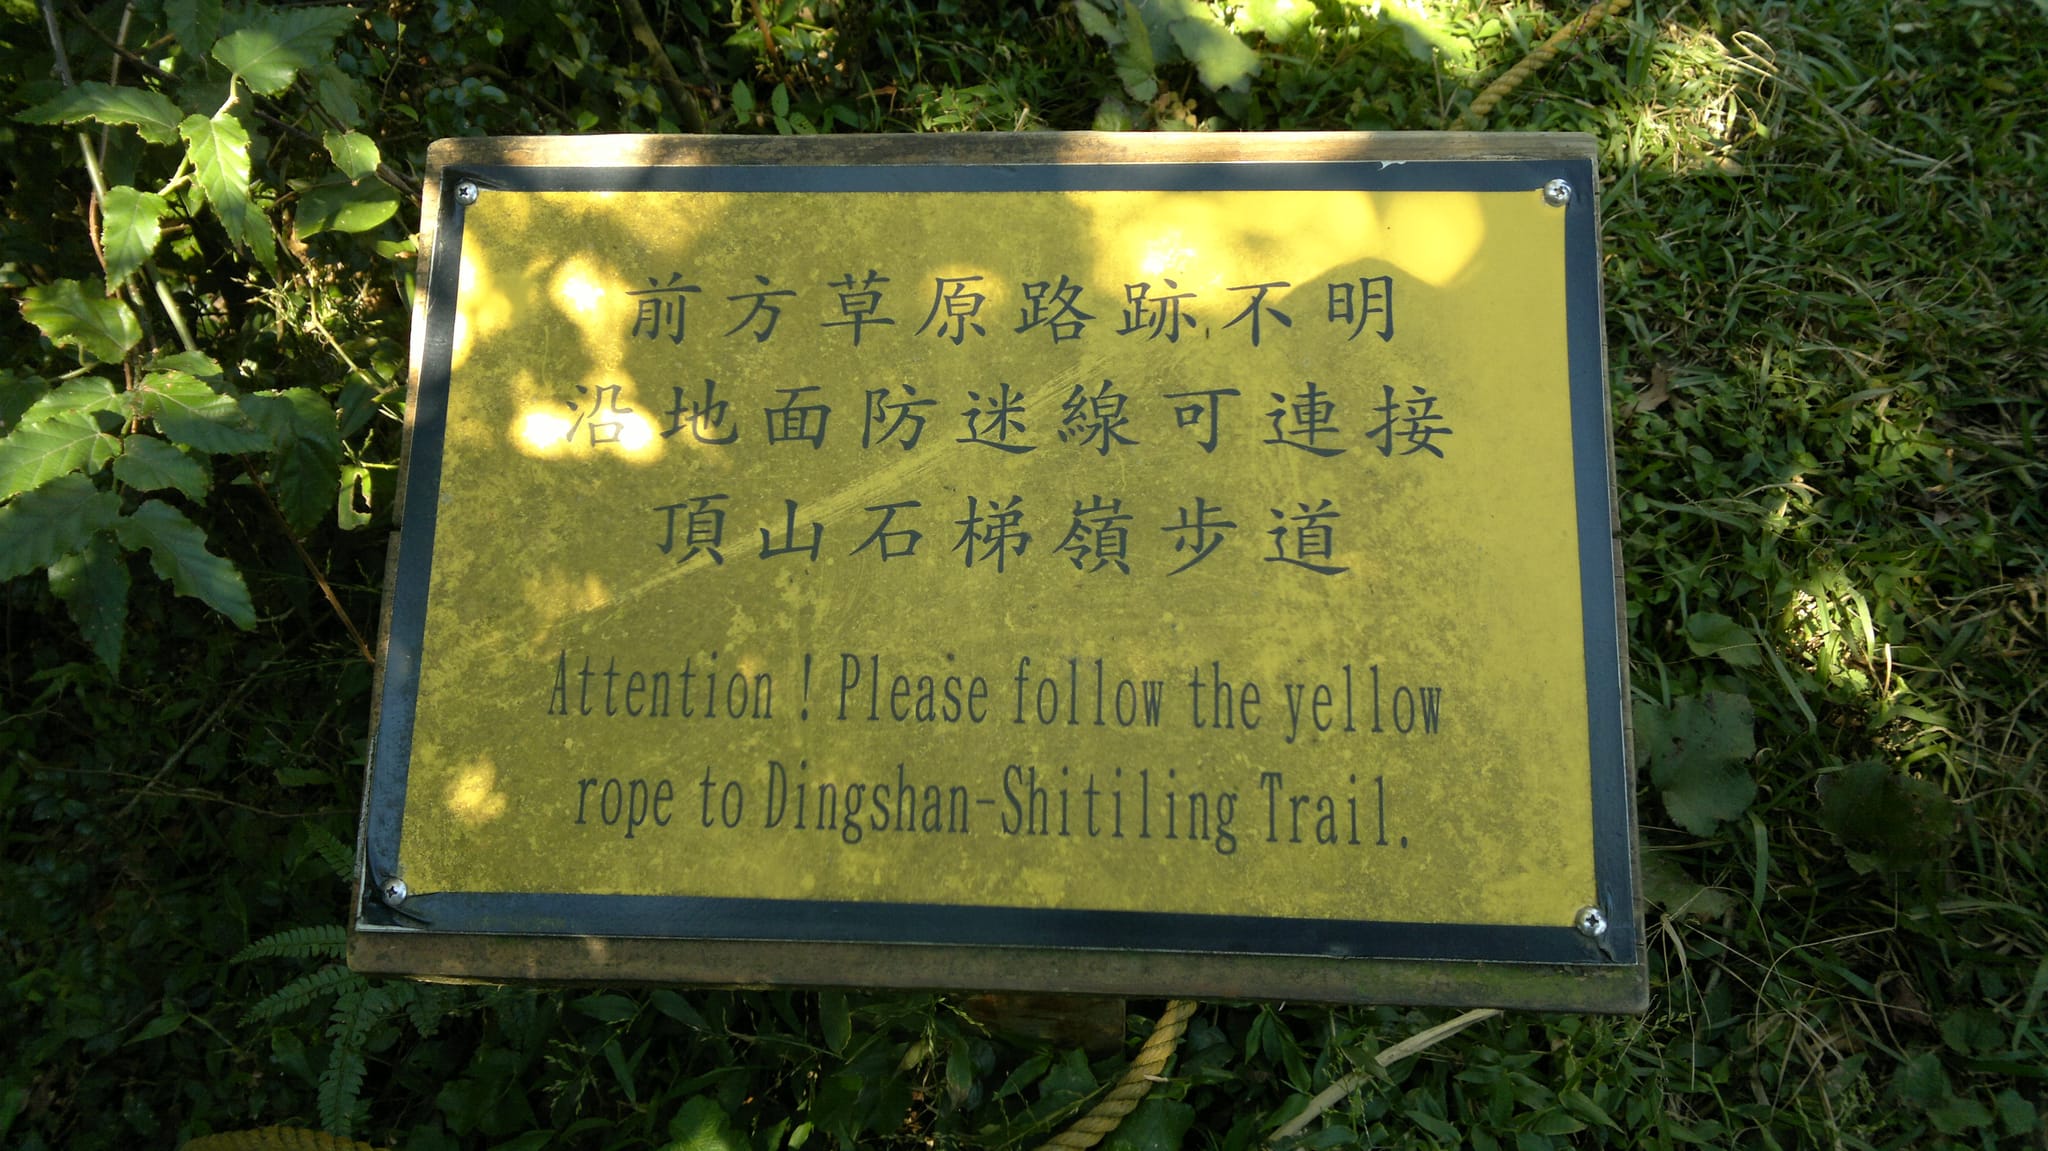 前方草原路跡不明
沿地面防迷線可連接
頂山石梯嶺步道
Attention ! Please follow the yellow
rope to Dingshan-Shitiling Trail.